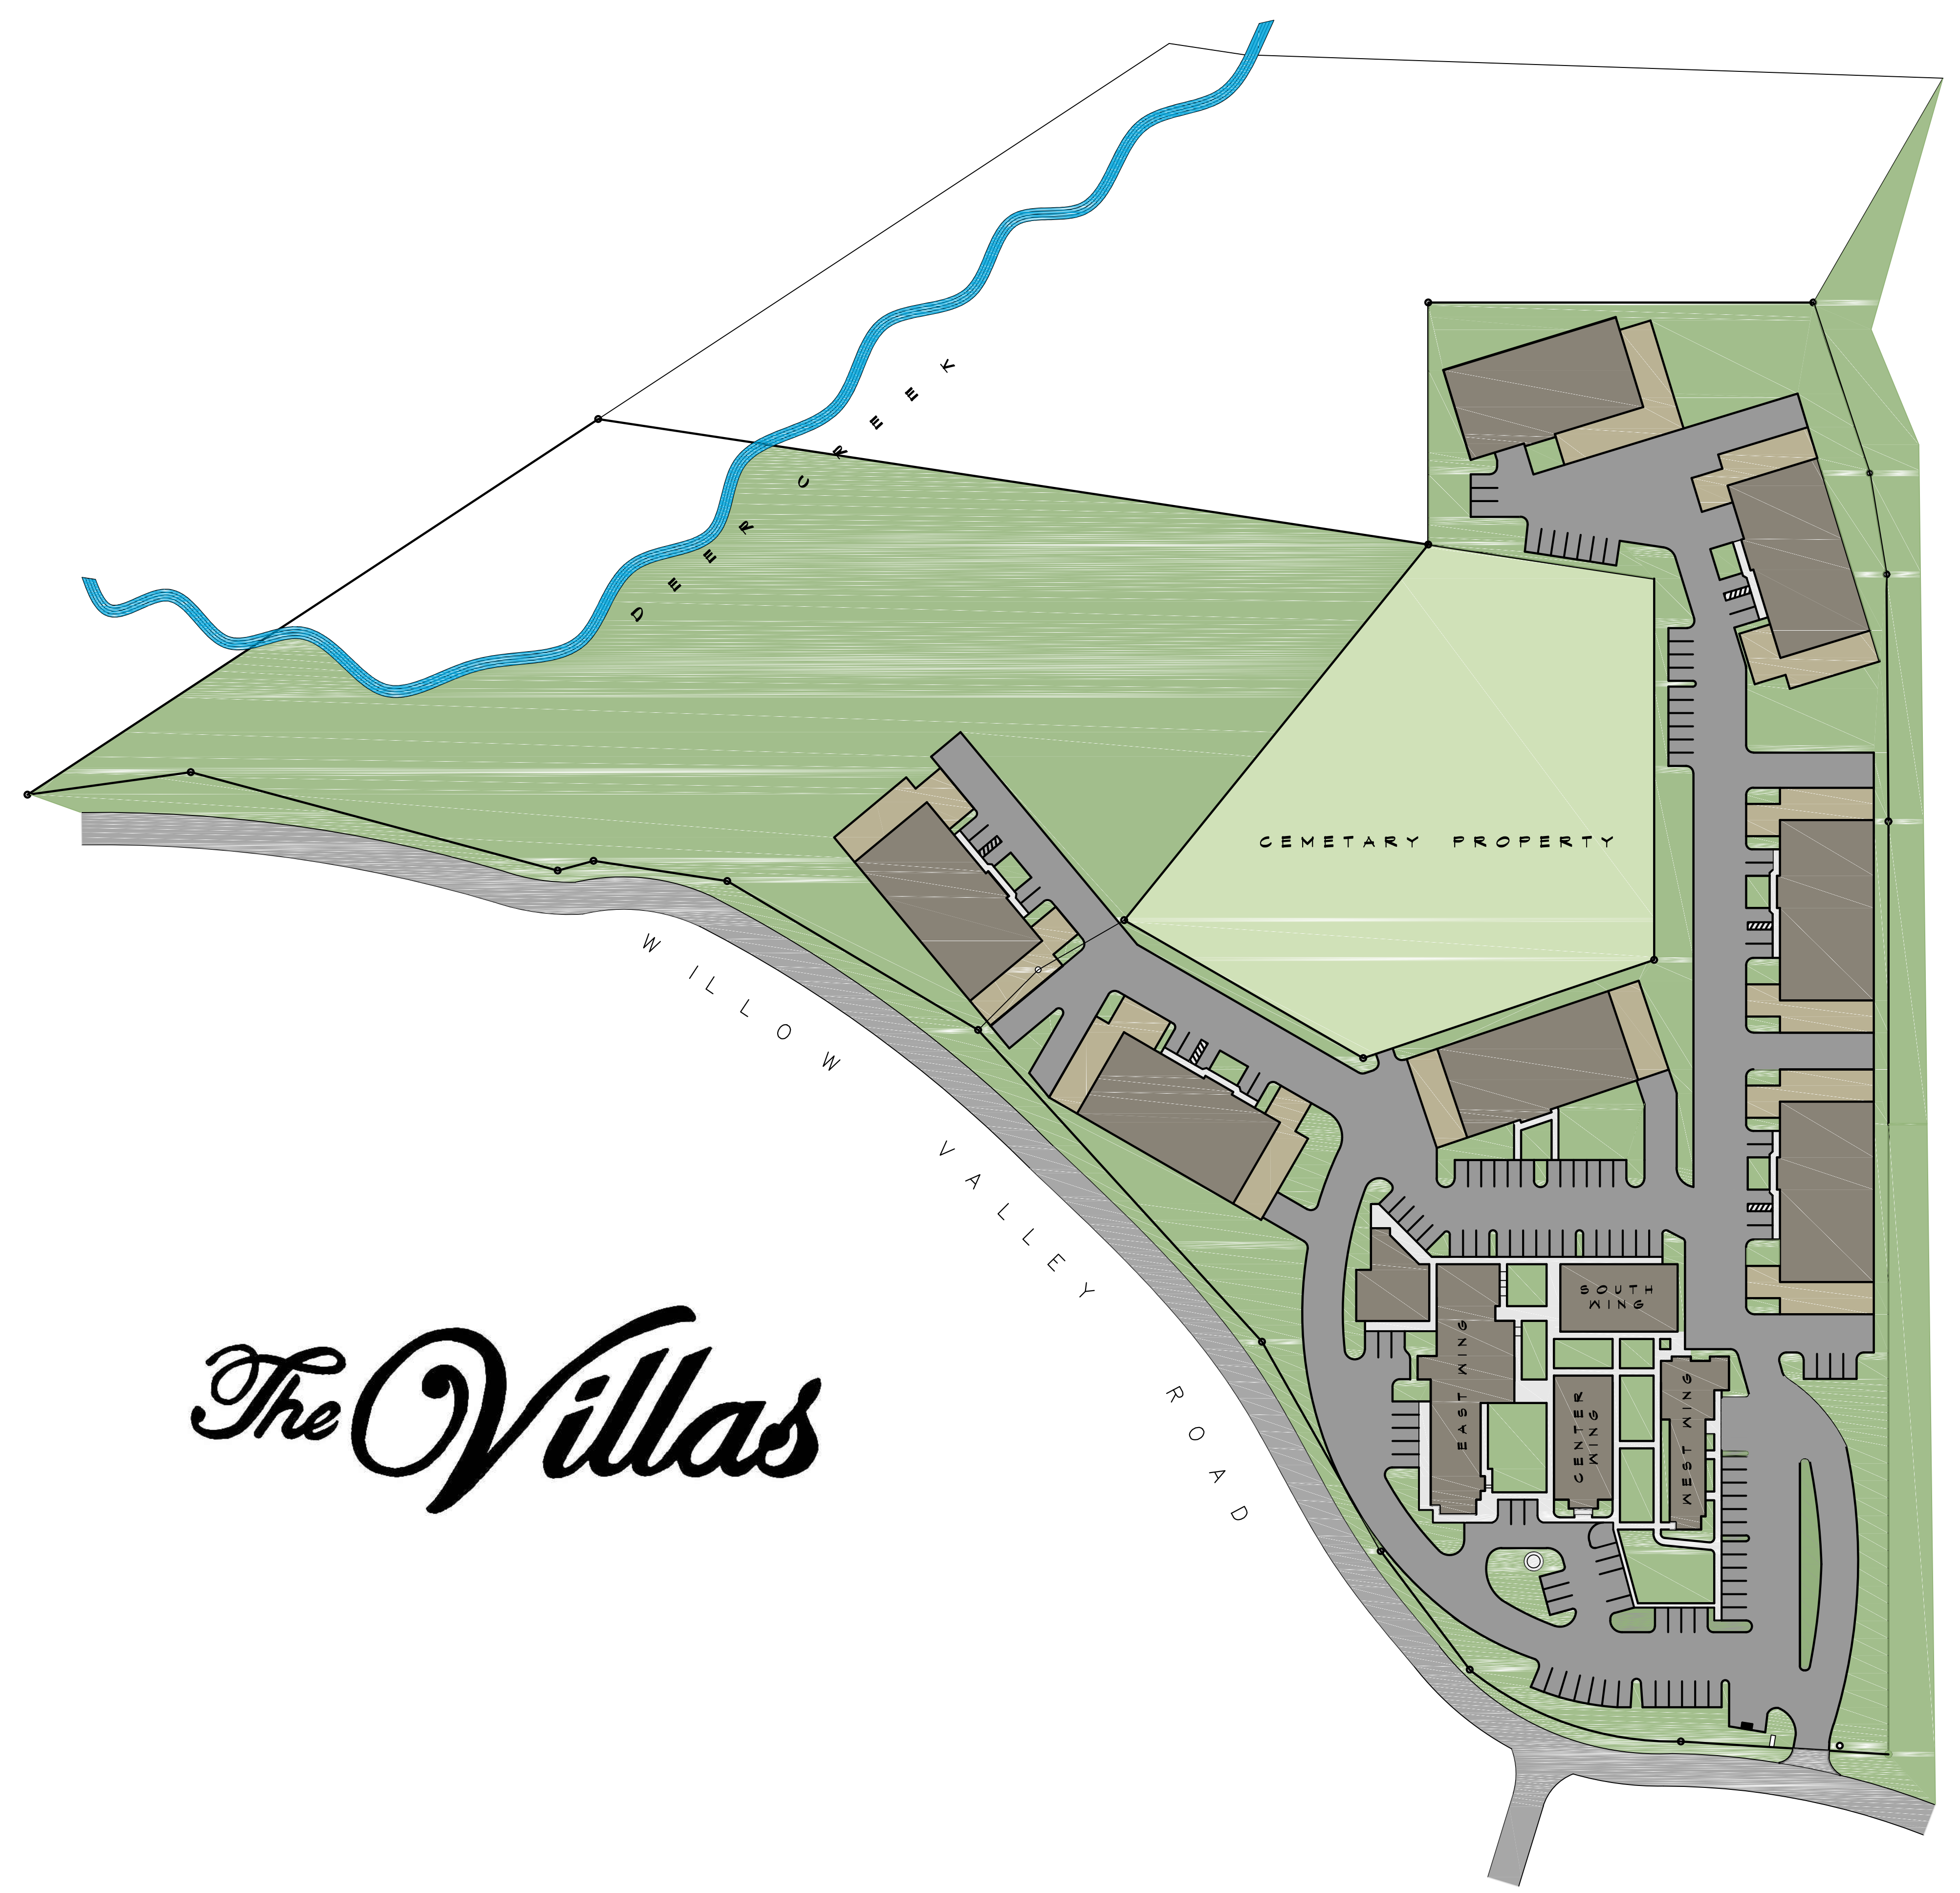 DEER CREEK
CEMETARY PROPERTY
WILLOW VALLEY ROAD
SOUTH
WING
EAST WING
CENTER
WING
WEST WING
The Villas